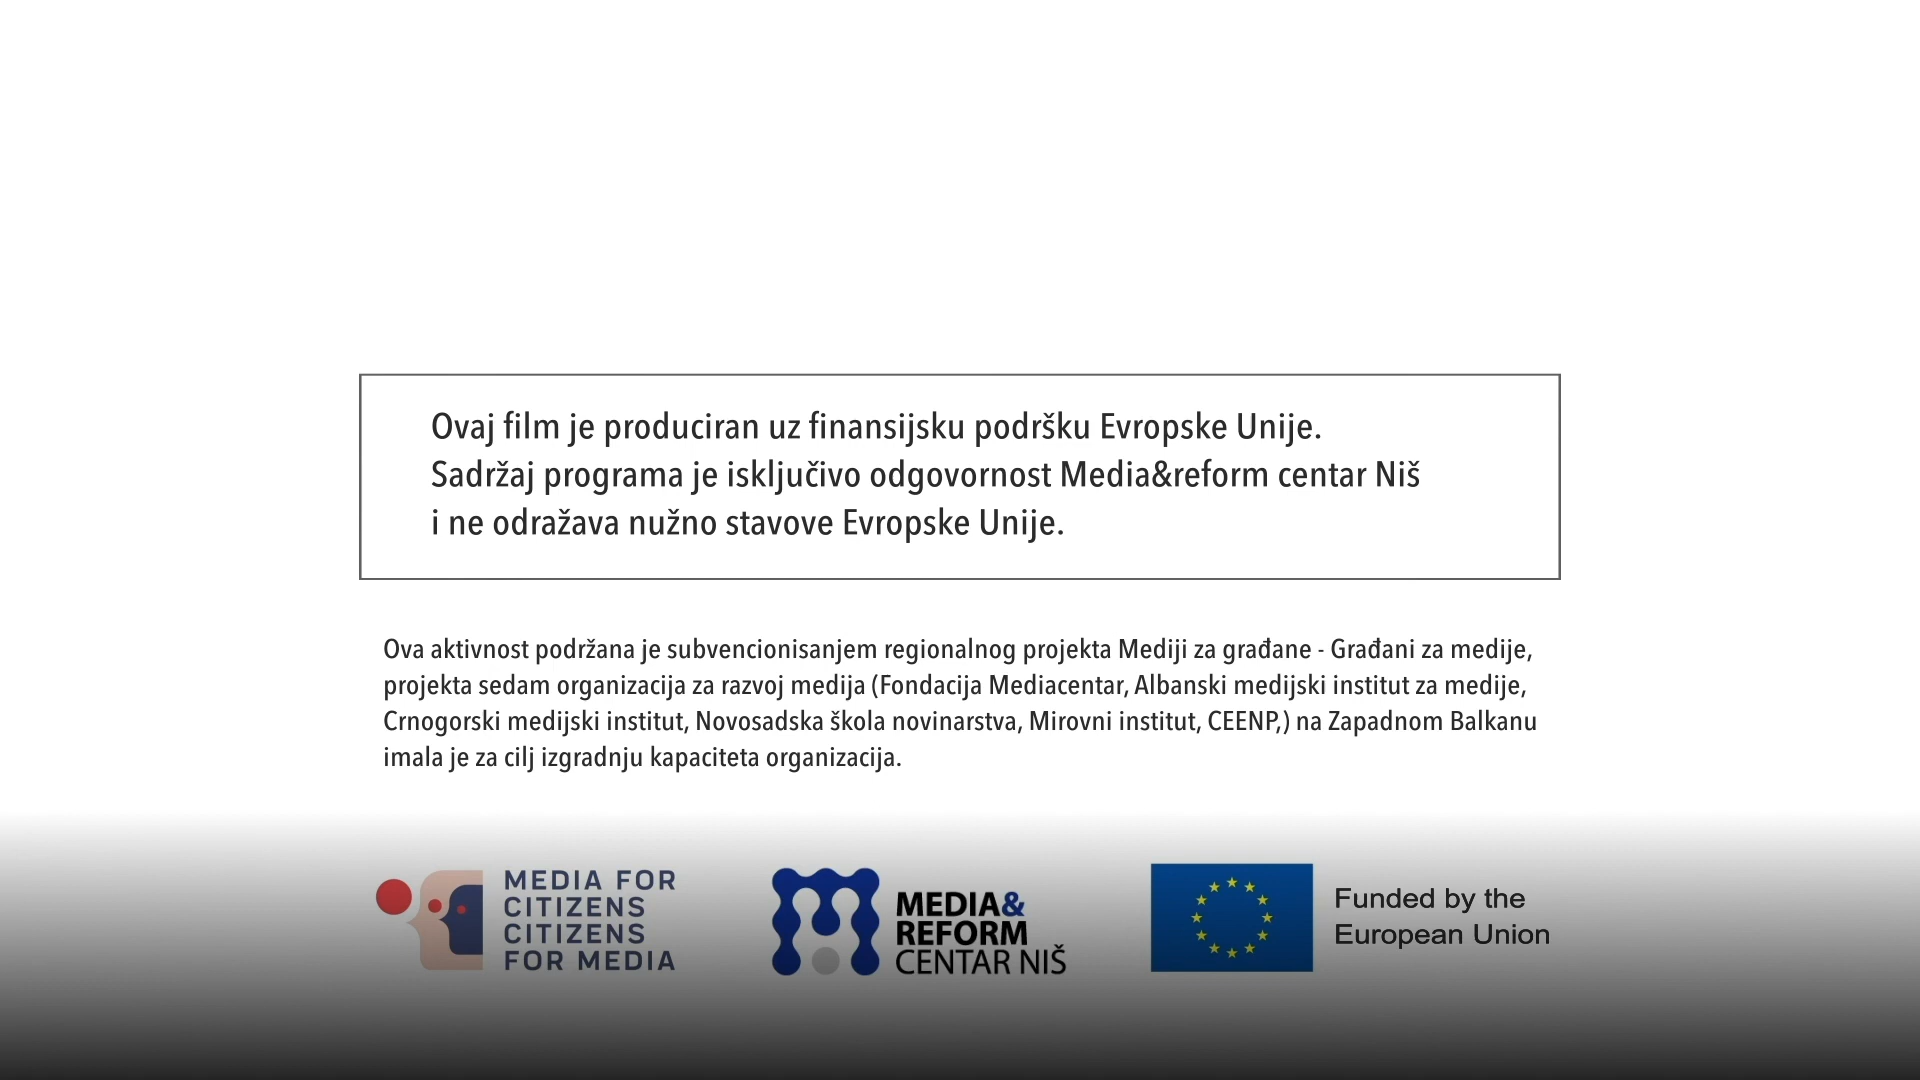 Ovaj film je produciran uz finansijsku podršku Evropske Unije.
Sadržaj programa je isključivo odgovornost Media&reform centar Niš
i ne odražava nužno stavove Evropske Unije.
Ova aktivnost podržana je subvencionisanjem regionalnog projekta Mediji za građane - Građani za medije,
projekta sedam organizacija za razvoj medija (Fondacija Mediacentar, Albanski medijski institut za medije,
Crnogorski medijski institut, Novosadska škola novinarstva, Mirovni institut, CEENP,) na Zapadnom Balkanu
imala je za cilj izgradnju kapaciteta organizacija.
MEDIA FOR
CITIZENS
CITIZENS
FOR MEDIA
MEDIA&
REFORM
CENTAR NIŠ
Funded by the
European Union